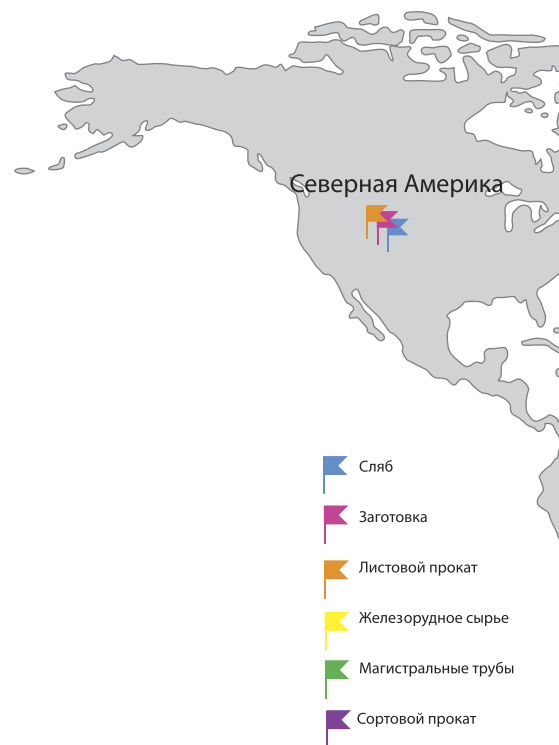 Северная Америка
Сляб
Заготовка
Листовой прокат
Железорудное сырье
Магистральные трубы
Сортовой прокат